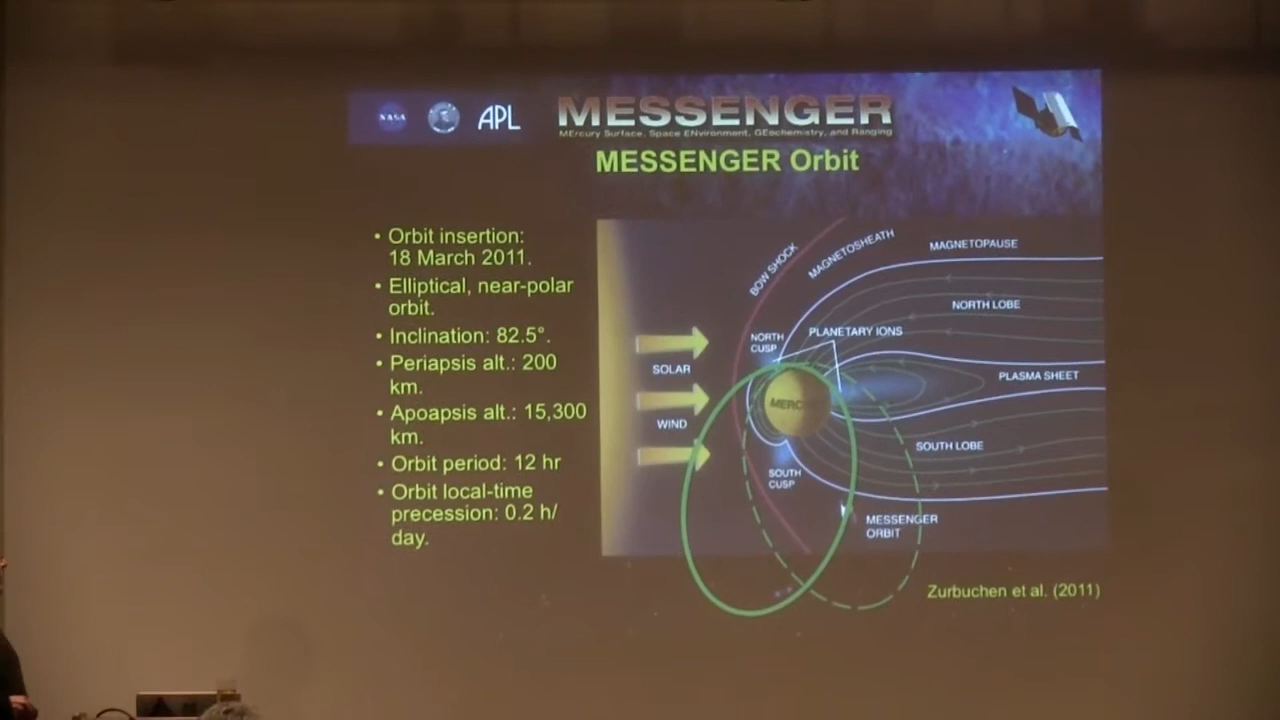 NASA
APL
MESSENGER
MErcury Surface, Space ENvironment, GEochemistry, and Ranging
MESSENGER Orbit
• Orbit insertion:
18 March 2011.
• Elliptical, near-polar
orbit.
• Inclination: 82.5°.
• Periapsis alt.: 200
km.
• Apoapsis alt.: 15,300
km.
• Orbit period: 12 hr
• Orbit local-time
precession: 0.2 h/
day.
BOW SHOCK
MAGNETOSHEATH
MAGNETOPAUSE
NORTH LOBE
NORTH
CUSP
PLANETARY IONS
SOLAR
WIND
PLASMA SHEET
MERC
SOUTH LOBE
SOUTH
CUSP
MESSENGER
ORBIT
Zurbuchen et al. (2011)